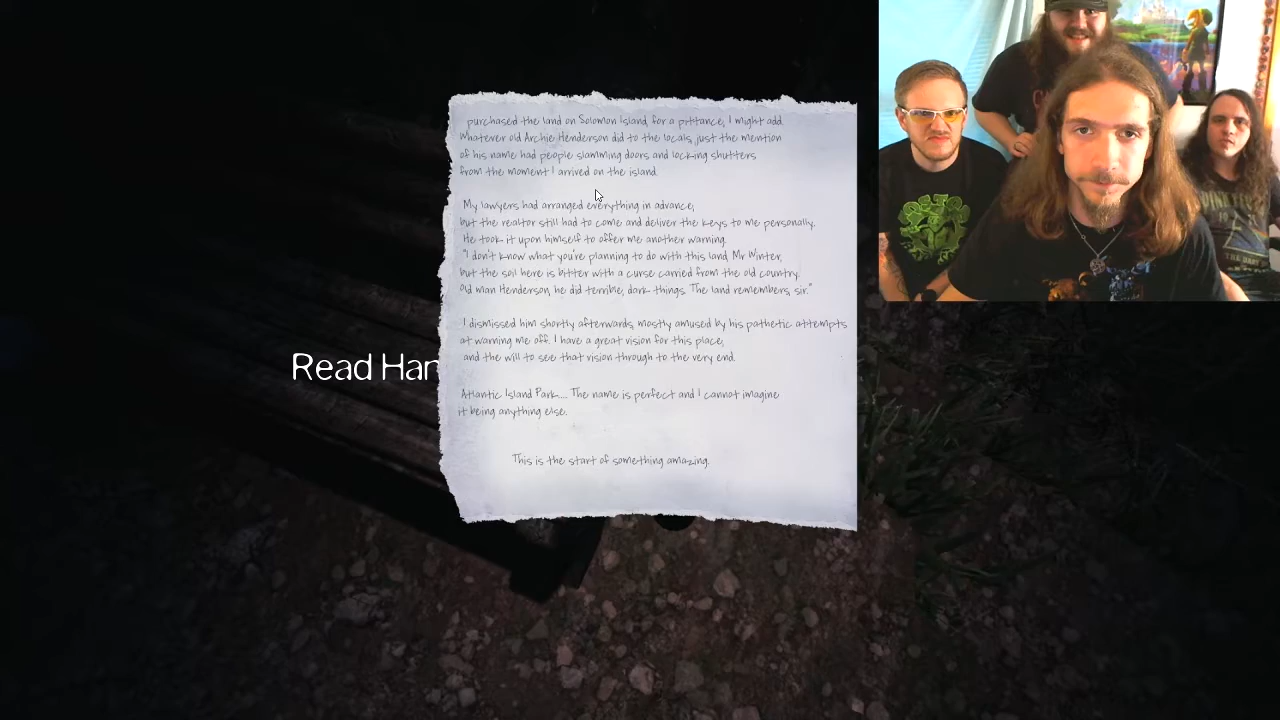 purchased the land on Solomon Island, for a pittance, I might add.
Whatever old Archie Henderson did to the locals, just the mention
of his name had people slamming doors and locking shutters
from the moment I arrived on the island.
My lawyers had arranged everything in advance,
but the realtor still had to come and deliver the keys to me personally.
He took it upon himself to offer me another warning.
"I don't know what you're planning to do with this land, Mr Winter,
but the soil here is bitter with a curse carried from the old country.
Old man Henderson, he did terrible, dark things. The land remembers, sir."
I dismissed him shortly afterwards, mostly amused by his pathetic attempts
at warning me off. I have a great vision for this place,
and the will to see that vision through to the very end.
Atlantic Island Park.... The name is perfect and I cannot imagine
it being anything else.
This is the start of something amazing.
Read Har